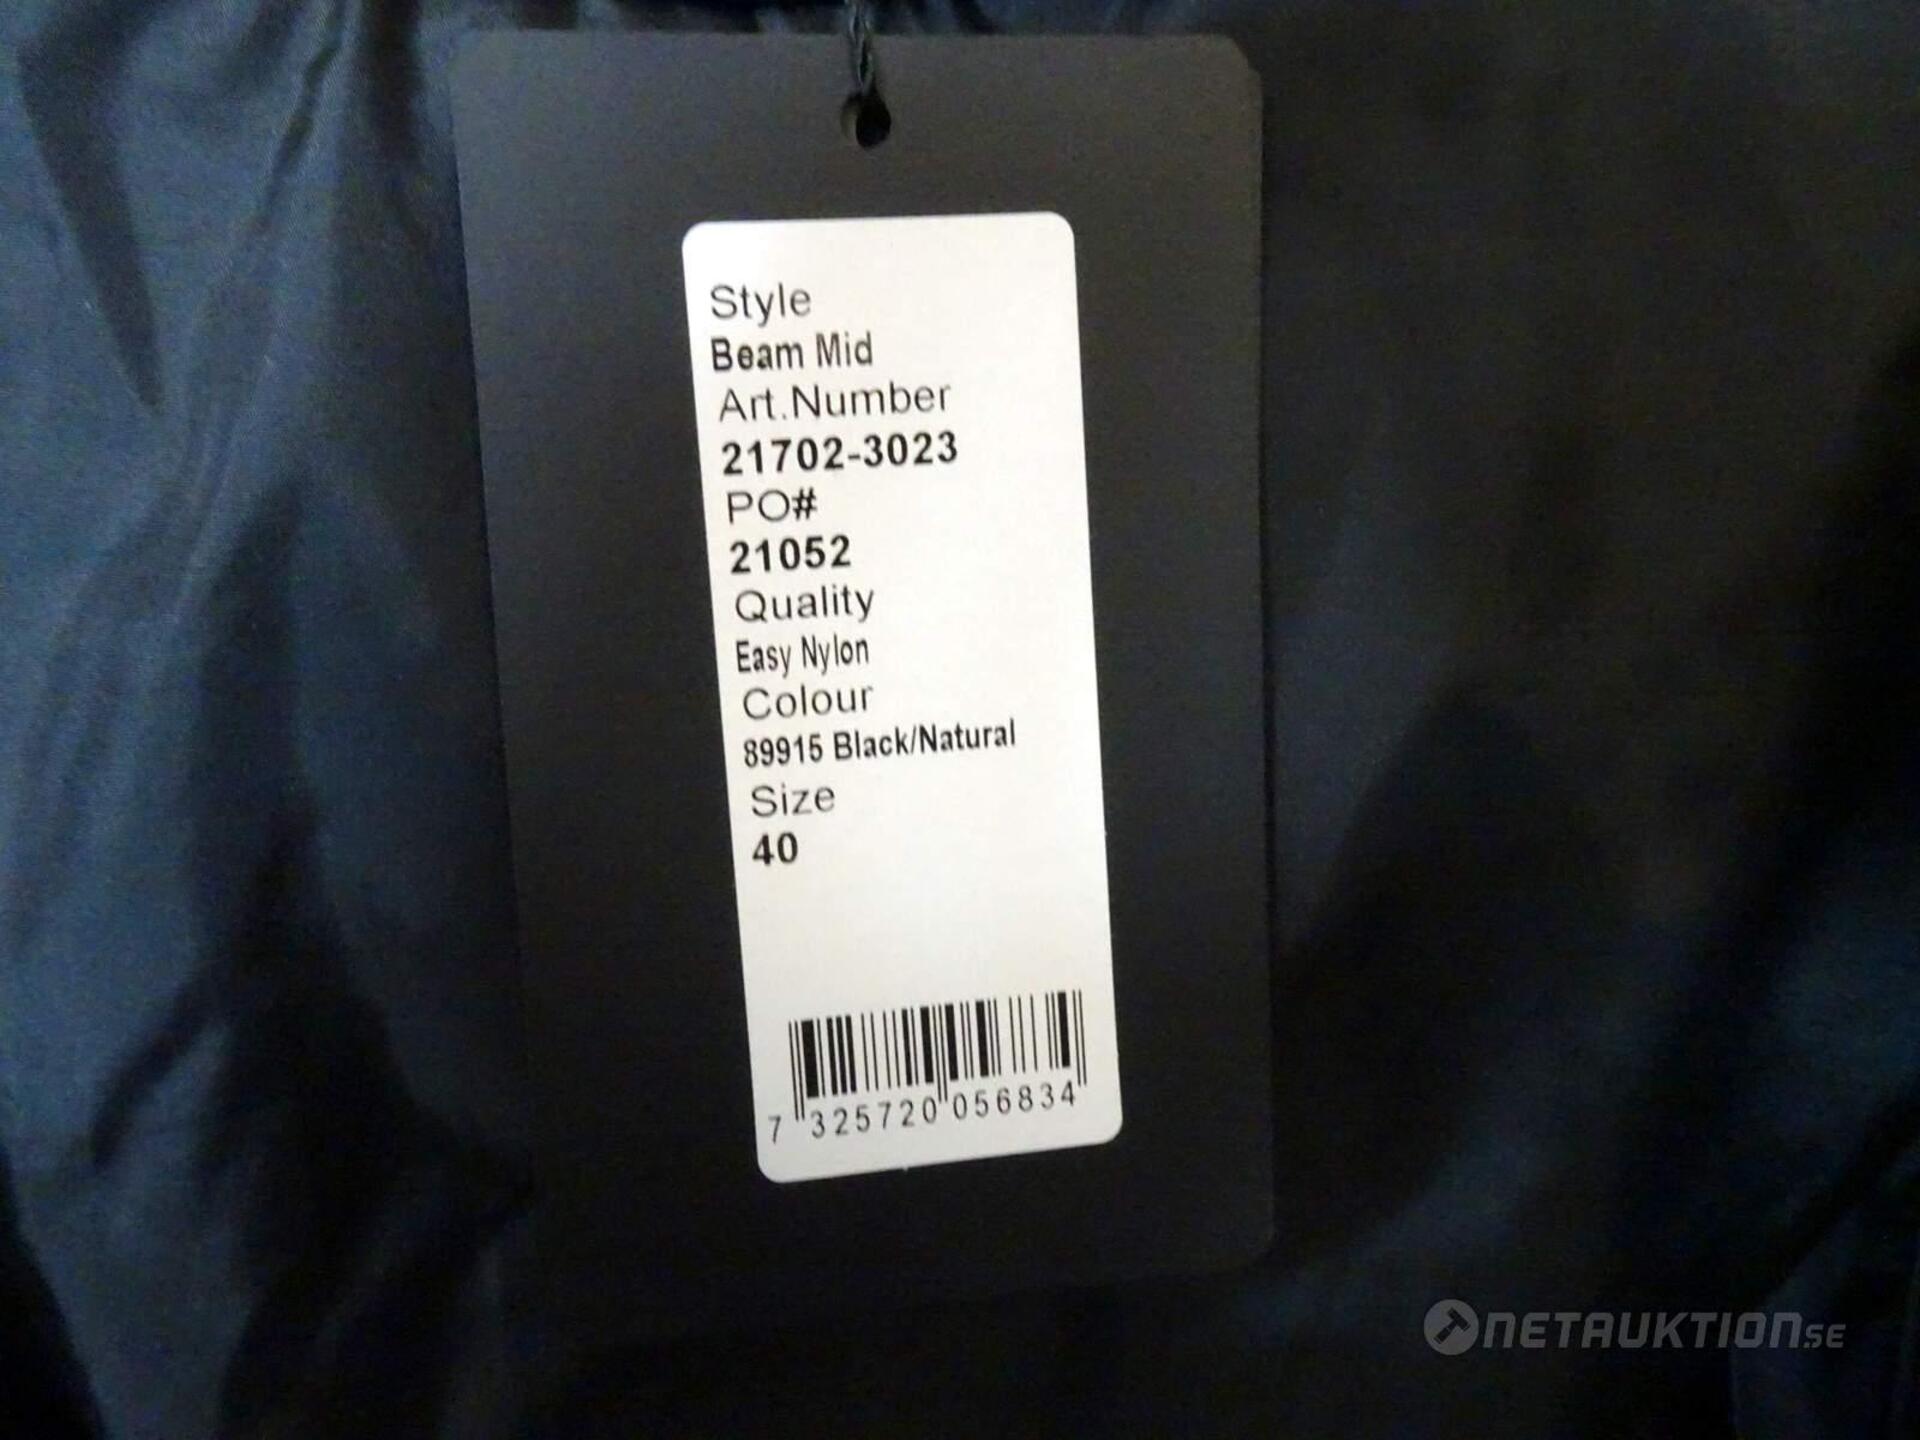 Style
Beam Mid
Art.Number
21702-3023
PO#
21052
Quality
Easy Nylon
Colour
89915 Black/Natural
Size
40
7 325720 056834
NETAUKTION.SE